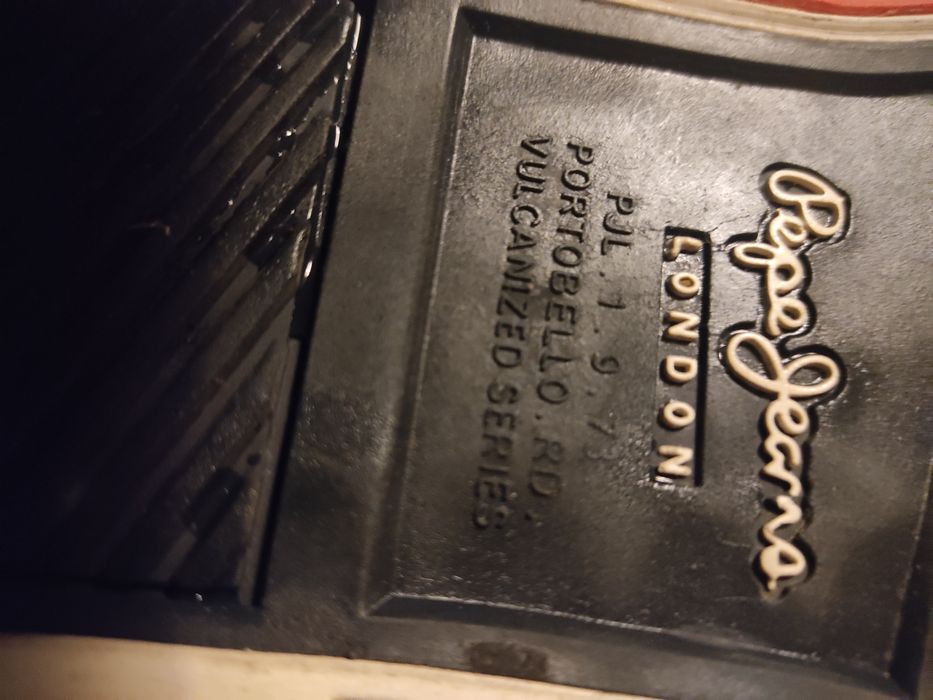 Pepe Jeans
LONDON
PJL.1.9.73
PORTOBELLO.RD.
VULCANIZED SERIES